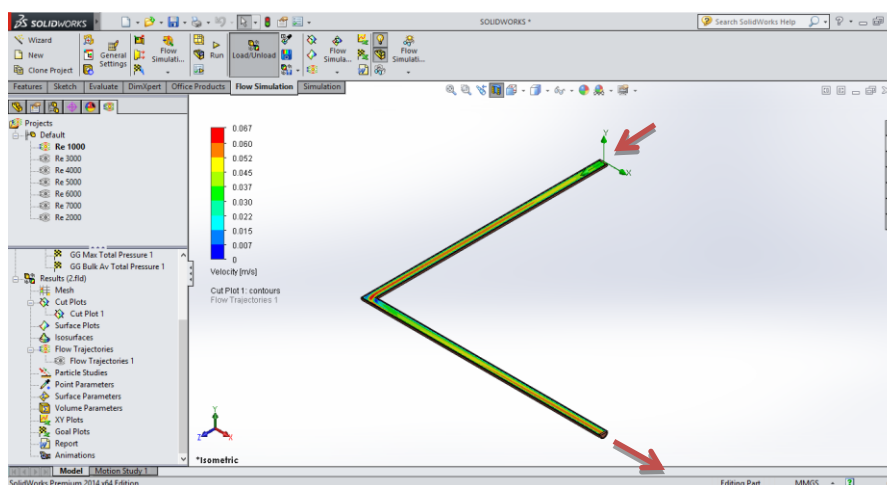 SOLIDWORKS
SOLIDWORKS *
Search SolidWorks Help
Wizard
New
Clone Project
General Settings
Flow Simulati...
Run
Load/Unload
Flow Simula...
Flow Simulati...
Features Sketch Evaluate DimXpert Office Products Flow Simulation Simulation
Projects
Default
Re 1000
Re 3000
Re 4000
Re 5000
Re 6000
Re 7000
Re 2000
GG Max Total Pressure 1
GG Bulk Av Total Pressure 1
Results (2.fld)
Mesh
Cut Plots
Cut Plot 1
Surface Plots
Isosurfaces
Flow Trajectories
Flow Trajectories 1
Particle Studies
Point Parameters
Surface Parameters
Volume Parameters
XY Plots
Goal Plots
Report
Animations
0.067
0.060
0.052
0.045
0.037
0.030
0.022
0.015
0.007
0
Velocity [m/s]
Cut Plot 1: contours
Flow Trajectories 1
Y
X
Y
Z
X
*Isometric
Model Motion Study 1
SolidWorks Premium 2014 x64 Edition
Editing Part MMGS